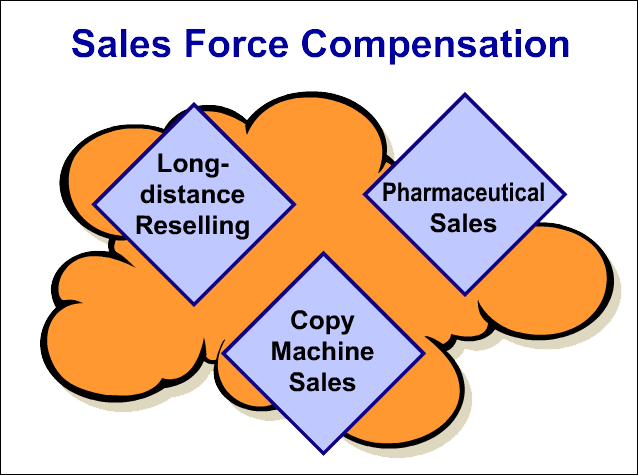 Sales Force Compensation
Long-
distance
Reselling
Pharmaceutical
Sales
Copy
Machine
Sales